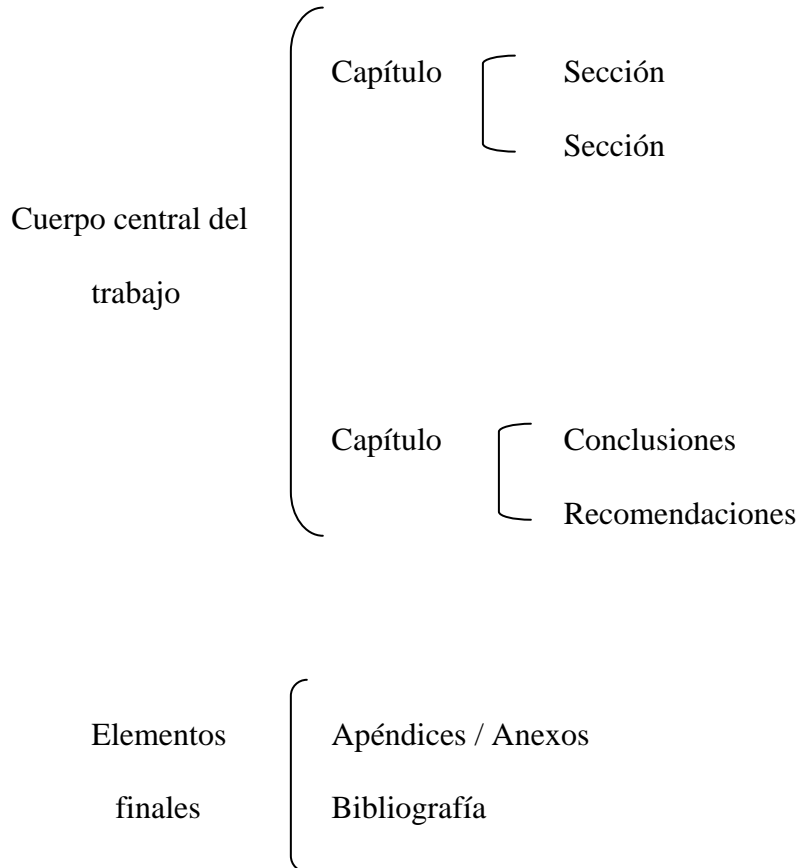 Capítulo Sección
Sección
Cuerpo central del
trabajo
Capítulo Conclusiones
Recomendaciones
Elementos Apéndices / Anexos
finales Bibliografía